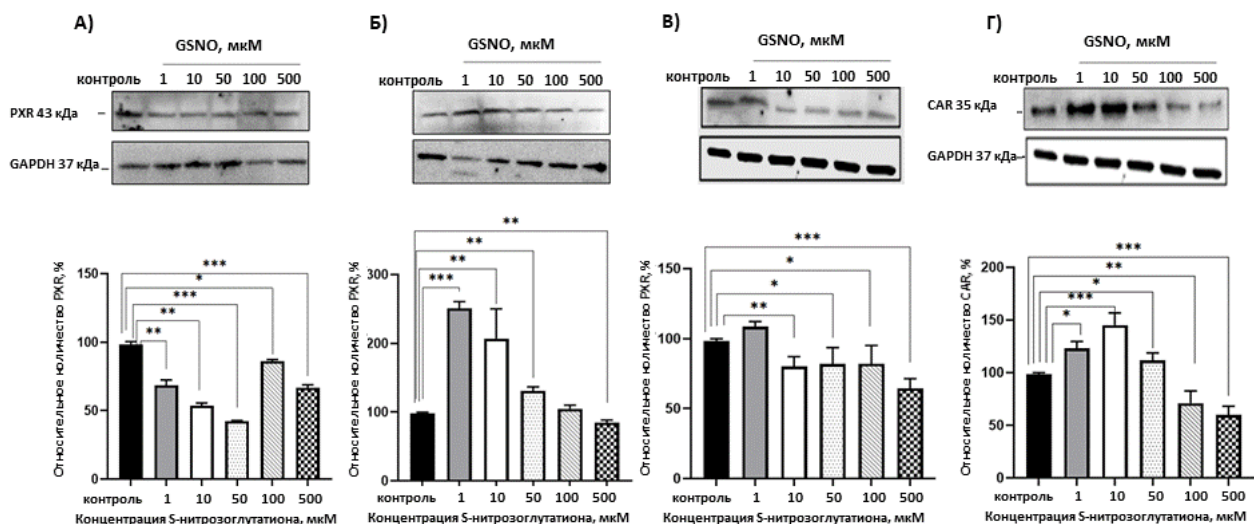 А)
GSNO, мкМ
контроль 1 10 50 100 500
PXR 43 кДа
GAPDH 37 кДа
150
100
50
0
Относительное количество PXR, %
**
**
***
*
***
контроль 1 10 50 100 500
Концентрация S-нитрозоглутатиона, мкМ
Б)
GSNO, мкМ
контроль 1 10 50 100 500
300
200
100
0
Относительное количество PXR, %
***
**
**
**
контроль 1 10 50 100 500
Концентрация S-нитрозоглутатиона, мкМ
В)
GSNO, мкМ
контроль 1 10 50 100 500
150
100
50
0
Относительное количество PXR, %
**
*
*
***
контроль 1 10 50 100 500
Концентрация S-нитрозоглутатиона, мкМ
Г)
GSNO, мкМ
контроль 1 10 50 100 500
CAR 35 кДа
GAPDH 37 кДа
200
150
100
50
0
Относительное количество CAR, %
*
***
*
**
***
контроль 1 10 50 100 500
Концентрация S-нитрозоглутатиона, мкМ